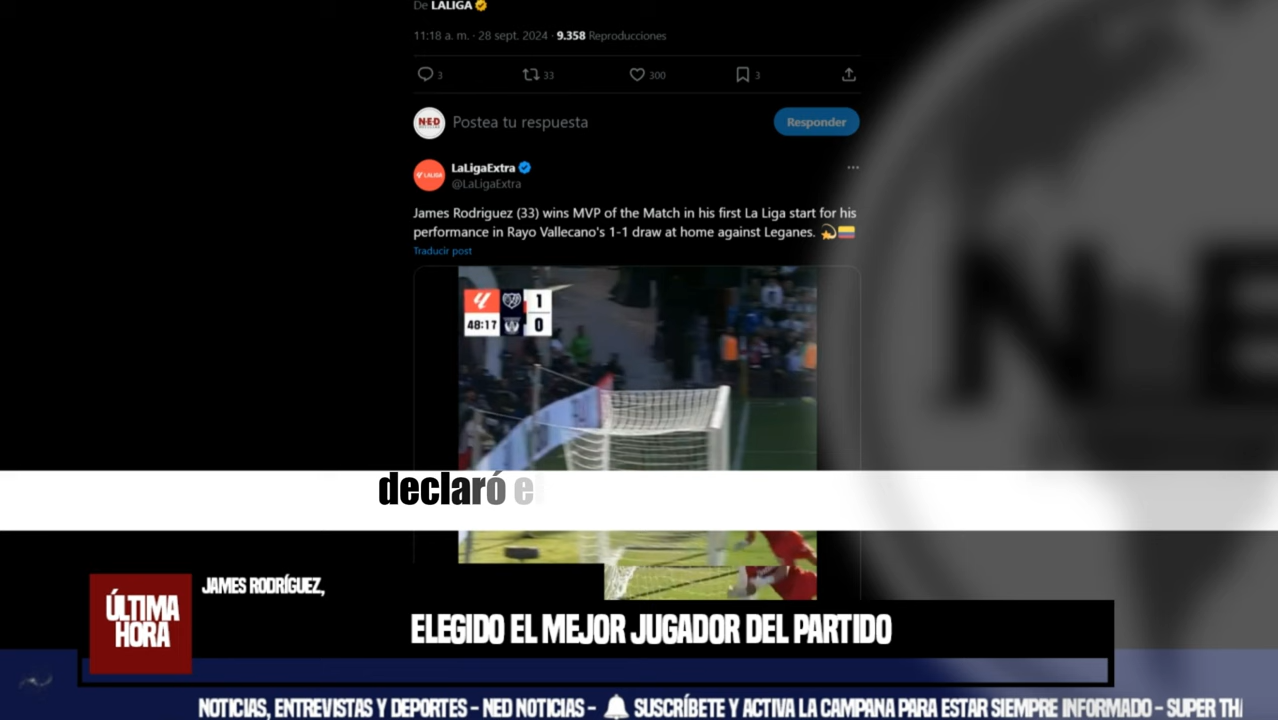 De LALIGA
11:18 a. m. · 28 sept. 2024 · 9.358 Reproducciones
3 33 300 3
NED
Postea tu respuesta
Responder
LaLigaExtra
LALIGA
@LaLigaExtra
James Rodriguez (33) wins MVP of the Match in his first La Liga start for his
performance in Rayo Vallecano's 1-1 draw at home against Leganes. 💫🇨🇴
Traducir post
1
48:17 0
NE
declaró e
JAMES RODRÍGUEZ,
ÚLTIMA
HORA
ELEGIDO EL MEJOR JUGADOR DEL PARTIDO
NOTICIAS, ENTREVISTAS Y DEPORTES - NED NOTICIAS - 🔔 SUSCRÍBETE Y ACTIVA LA CAMPANA PARA ESTAR SIEMPRE INFORMADO - SUPER TH